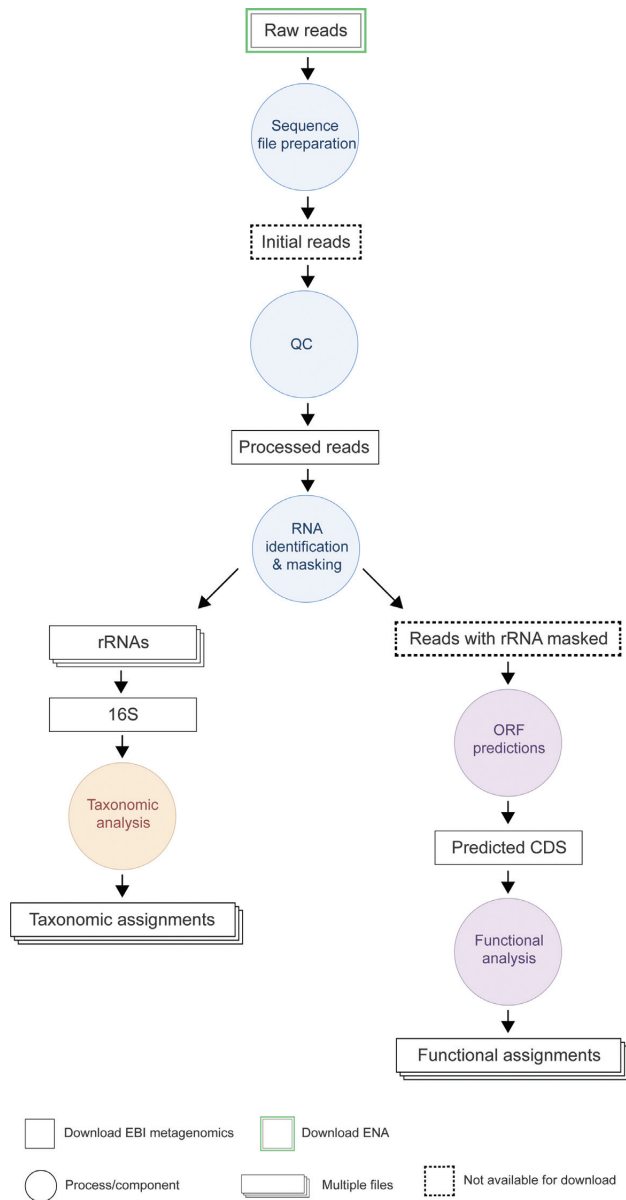 Raw reads
Sequence
file preparation
Initial reads
QC
Processed reads
RNA
identification
& masking
rRNAs
16S
Taxonomic
analysis
Taxonomic assignments
Reads with rRNA masked
ORF
predictions
Predicted CDS
Functional
analysis
Functional assignments
Download EBI metagenomics
Download ENA
Process/component
Multiple files
Not available for download